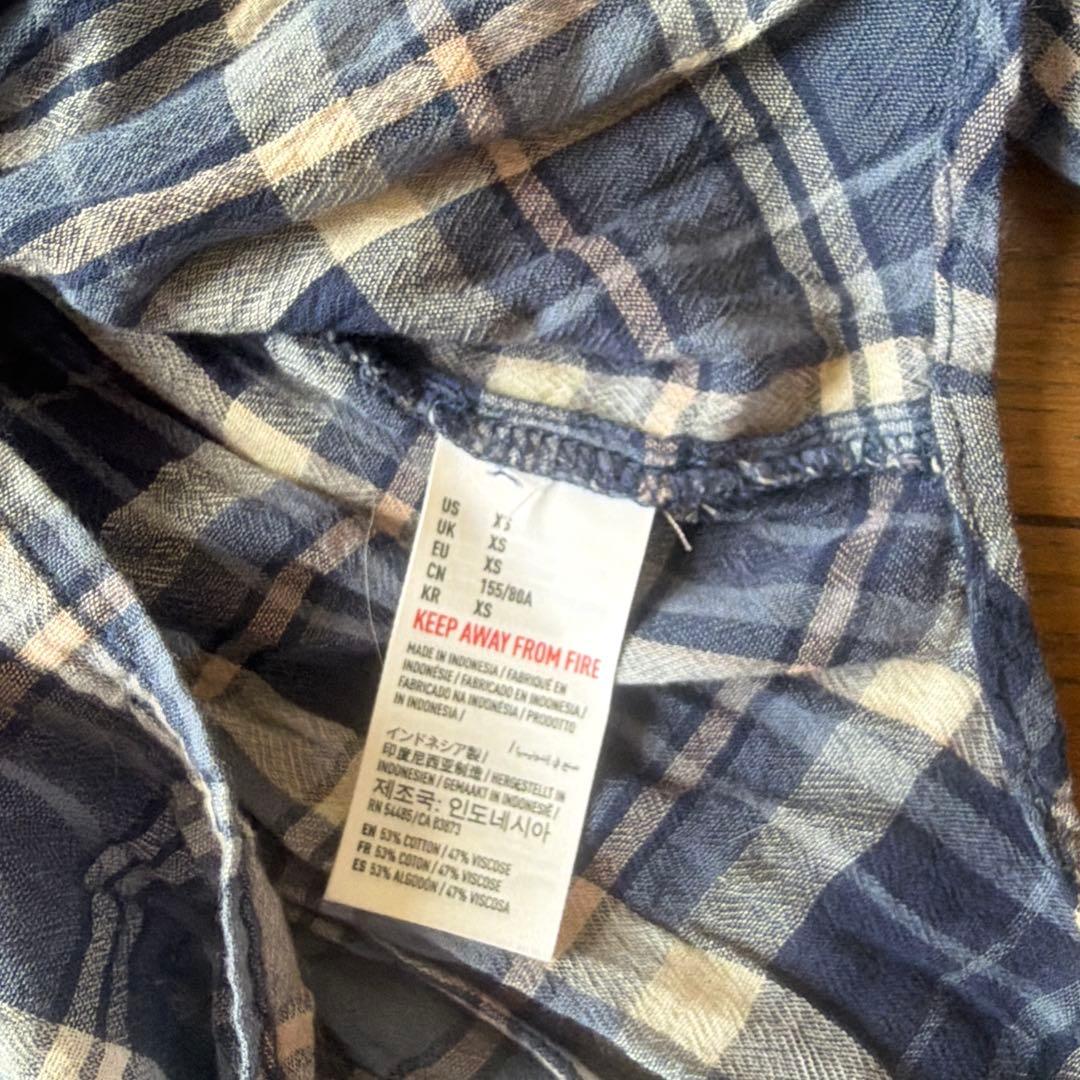 US XS
UK XS
EU XS
CN 155/80A
KR XS
KEEP AWAY FROM FIRE
MADE IN INDONESIA / FABRIQUÉ EN
INDONÉSIE / FABRICADO EN INDONESIA /
FABRICADO NA INDONÉSIA / PRODOTTO
IN INDONESIA /
インドネシア製 /
印度尼西亚制造 / HERGESTELLT IN
INDONESIEN / GEMAAKT IN INDONESIË /
제조국: 인도네시아
RN 54485 / CA 03873
EN 53% COTTON / 47% VISCOSE
FR 53% COTON / 47% VISCOSE
ES 53% ALGODÓN / 47% VISCOSA